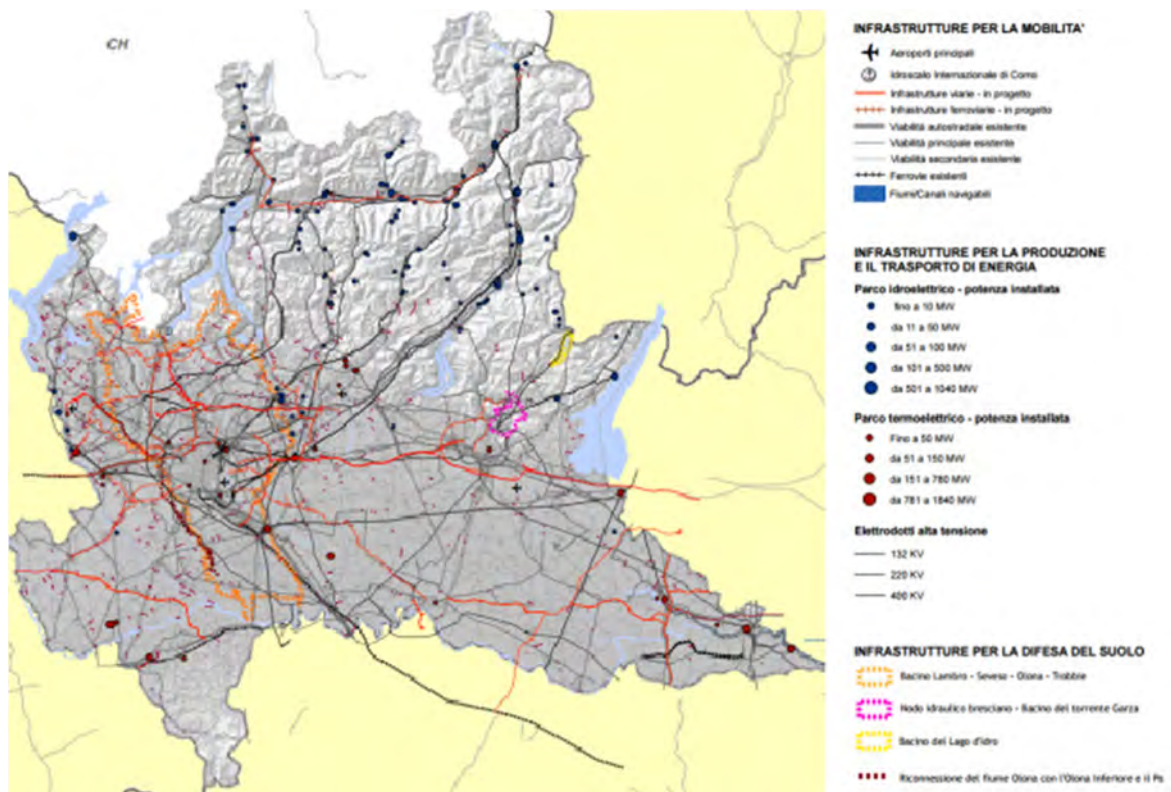 CH
INFRASTRUTTURE PER LA MOBILITA'
Aeroporti principali
Idroscalo Internazionale di Como
Infrastrutture viarie - in progetto
Infrastrutture ferroviarie - in progetto
Viabilità autostradale esistente
Viabilità principale esistente
Viabilità secondaria esistente
Ferrovie esistenti
Fiumi/Canali navigabili
INFRASTRUTTURE PER LA PRODUZIONE
E IL TRASPORTO DI ENERGIA
Parco idroelettrico - potenza installata
fino a 10 MW
da 11 a 50 MW
da 51 a 100 MW
da 101 a 500 MW
da 501 a 1040 MW
Parco termoelettrico - potenza installata
Fino a 50 MW
da 51 a 150 MW
da 151 a 780 MW
da 781 a 1840 MW
Elettrodotti alta tensione
132 KV
220 KV
400 KV
INFRASTRUTTURE PER LA DIFESA DEL SUOLO
Bacino Lambro - Seveso - Olona - Trobbie
Nodo idraulico bresciano - Bacino del torrente Garza
Bacino del Lago d'Idro
Riconnessione del fiume Olona con l'Olona Inferiore e il Po